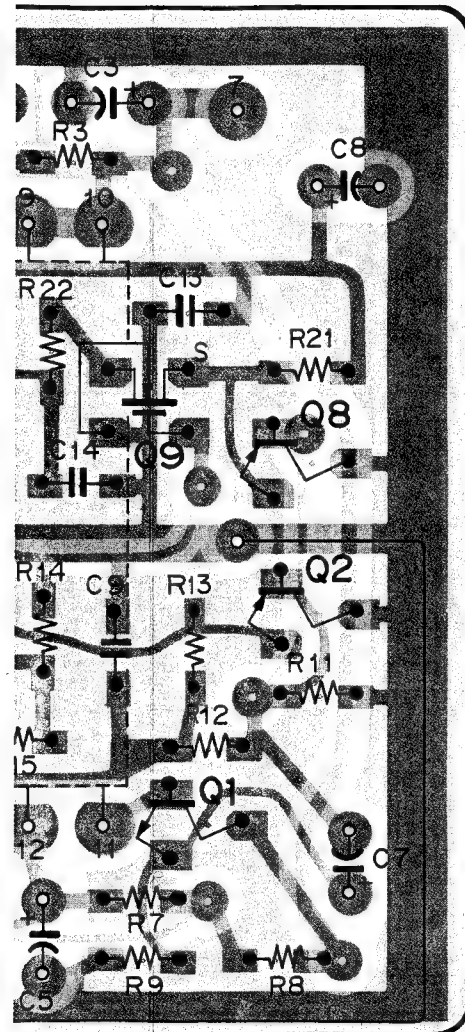 C3
+
7
R3
C8
+
9
10
C13
R22
S
R21
Q8
C14
Q9
R14
C9
R13
Q2
R11
R12
15
Q1
12
11
C7
+
+
R7
C5
R9
R8